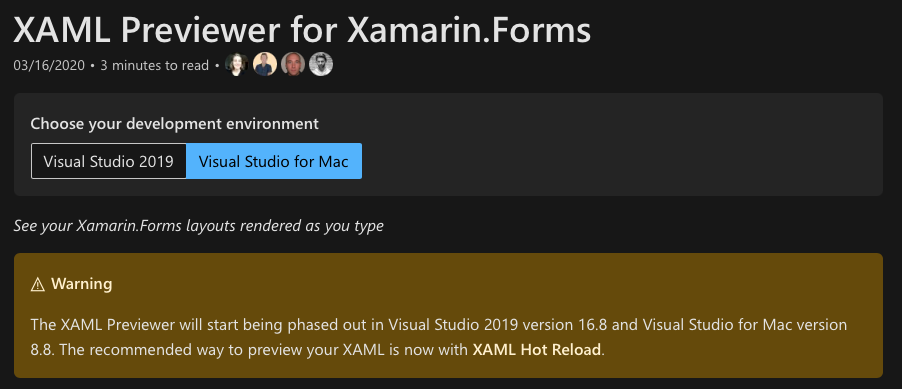 XAML Previewer for Xamarin.Forms
03/16/2020 • 3 minutes to read •
Choose your development environment
Visual Studio 2019 Visual Studio for Mac
See your Xamarin.Forms layouts rendered as you type
⚠ Warning
The XAML Previewer will start being phased out in Visual Studio 2019 version 16.8 and Visual Studio for Mac version
8.8. The recommended way to preview your XAML is now with XAML Hot Reload.